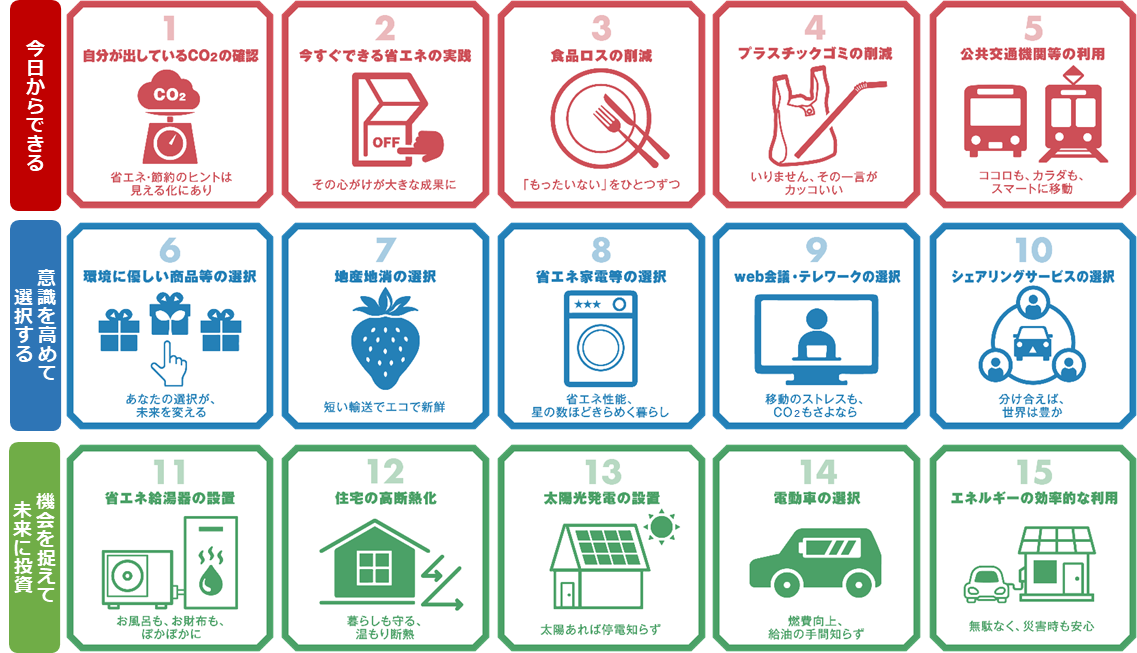 今日からできる
1
自分が出しているCO2の確認
CO2
省エネ・節約のヒントは
見える化にあり
2
今すぐできる省エネの実践
OFF
その心がけが大きな成果に
3
食品ロスの削減
「もったいない」をひとつずつ
4
プラスチックゴミの削減
いりません、その一言が
カッコいい
5
公共交通機関等の利用
ココロも、カラダも、
スマートに移動
意識を高めて
選択する
6
環境に優しい商品等の選択
あなたの選択が、
未来を変える
7
地産地消の選択
短い輸送でエコで新鮮
8
省エネ家電等の選択
★★★
省エネ性能、
星の数ほどきらめく暮らし
9
web会議・テレワークの選択
移動のストレスも、
CO2もさよなら
10
シェアリングサービスの選択
分け合えば、
世界は豊か
機会を捉えて
未来に投資
11
省エネ給湯器の設置
お風呂も、お財布も、
ぽかぽかに
12
住宅の高断熱化
暮らしも守る、
温もり断熱
13
太陽光発電の設置
太陽あれば停電知らず
14
電動車の選択
燃費向上、
給油の手間知らず
15
エネルギーの効率的な利用
無駄なく、災害時も安心